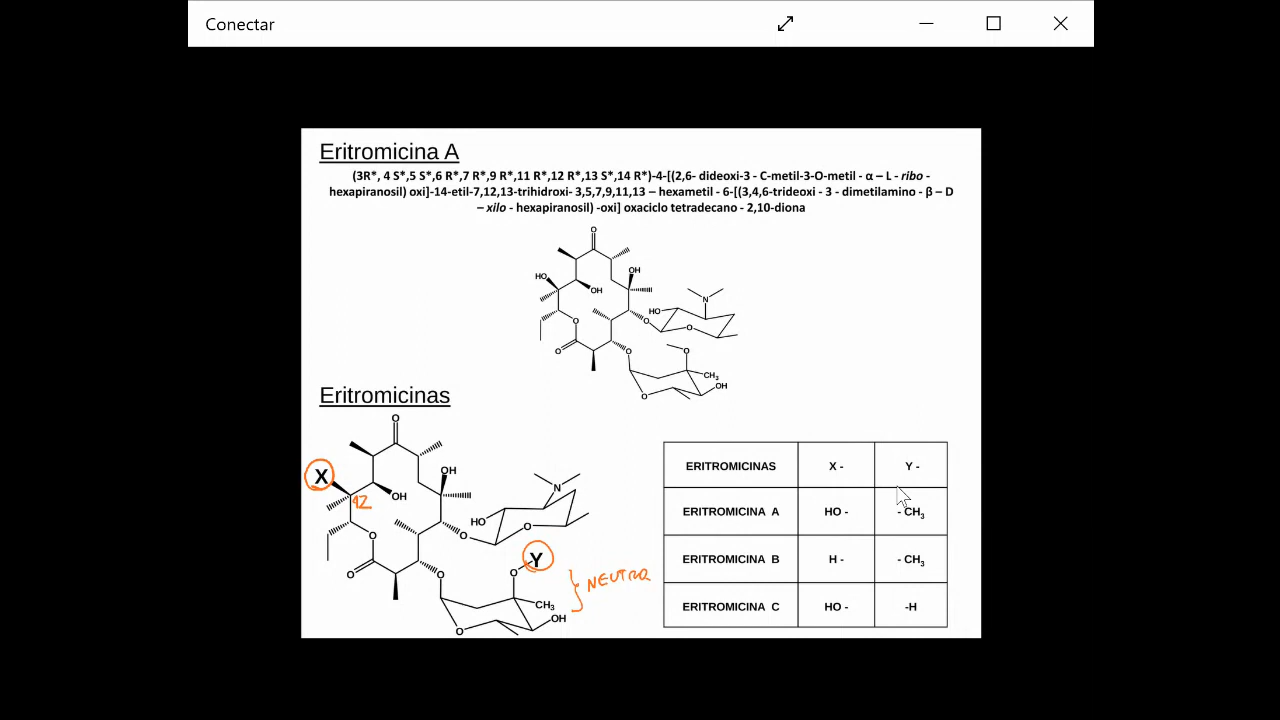 Conectar
Eritromicina A
(3R*, 4 S*,5 S*,6 R*,7 R*,9 R*,11 R*,12 R*,13 S*,14 R*)-4-[(2,6- dideoxi-3 - C-metil-3-O-metil - α – L - ribo -
hexapiranosil) oxi]-14-etil-7,12,13-trihidroxi- 3,5,7,9,11,13 – hexametil - 6-[(3,4,6-trideoxi - 3 - dimetilamino - β – D
– xilo - hexapiranosil) -oxi] oxaciclo tetradecano - 2,10-diona
O
HO
OH
OH
O
O
O
HO
N
O
O
O
CH3
OH
O
Eritromicinas
O
X
12
OH
OH
O
O
O
HO
N
O
O
O
Y
NEUTRO
CH3
OH
O
ERITROMICINAS X - Y -
ERITROMICINA A HO - - CH3
ERITROMICINA B H - - CH3
ERITROMICINA C HO - -H